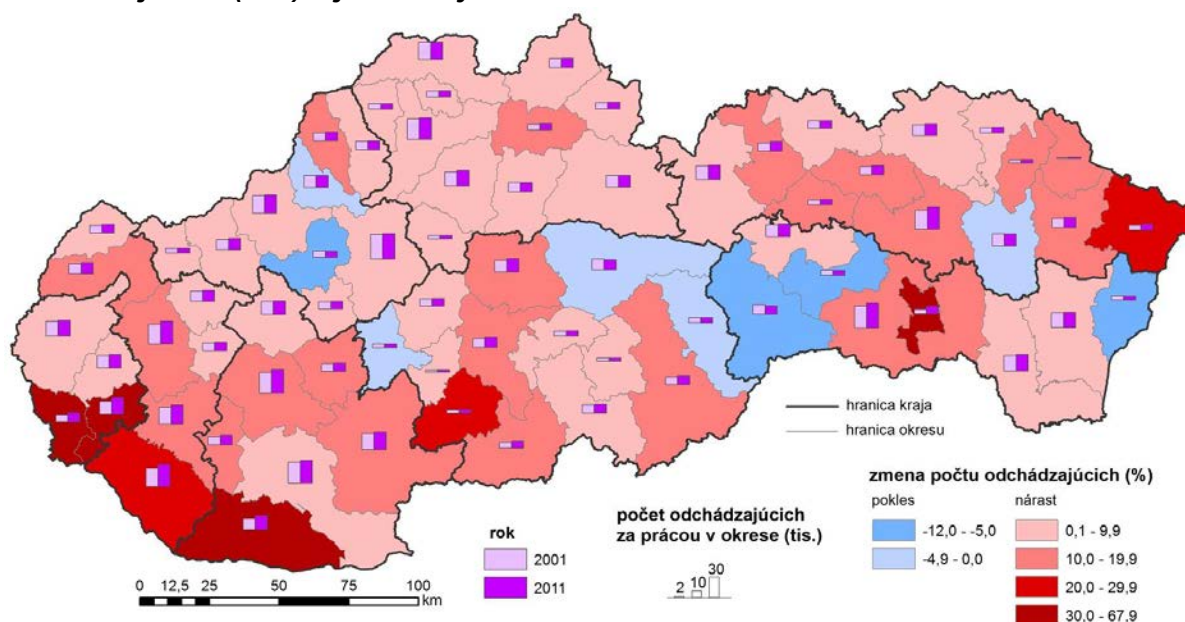 hranica kraja
hranica okresu
zmena počtu odchádzajúcich (%)
pokles
nárast
-12,0 - -5,0
-4,9 - 0,0
0,1 - 9,9
10,0 - 19,9
20,0 - 29,9
30,0 - 67,9
rok
2001
2011
počet odchádzajúcich
za prácou v okrese (tis.)
2 10 30
0 12,5 25 50 75 100
km